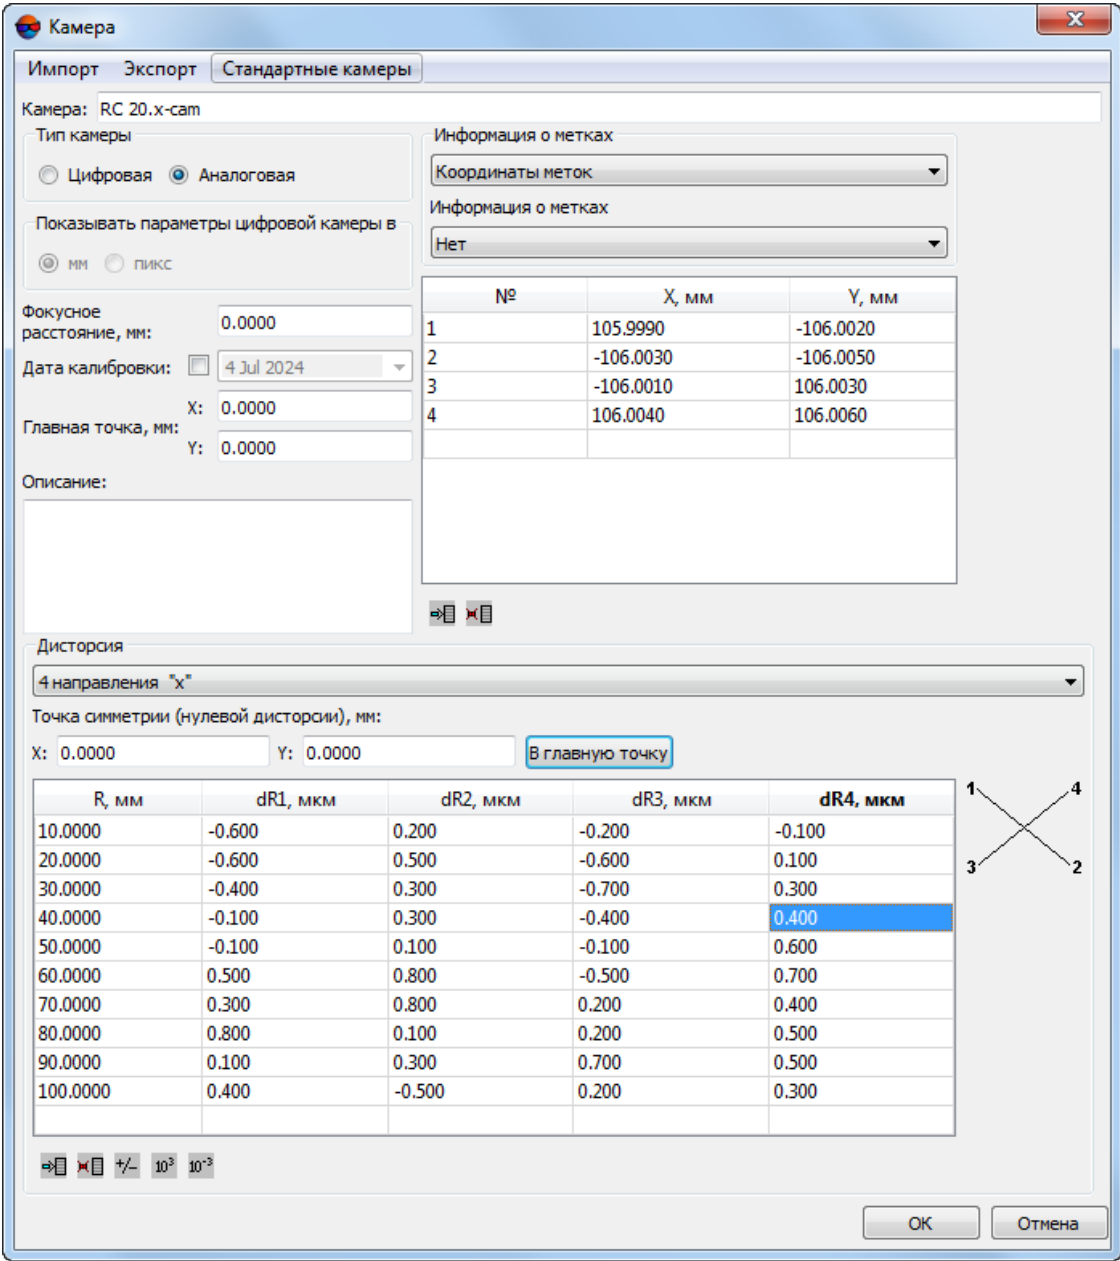 Камера
Импорт Экспорт Стандартные камеры
Камера: RC 20.x-cam
Тип камеры
Цифровая Аналоговая
Показывать параметры цифровой камеры в
мм пикс
Фокусное
расстояние, мм: 0.0000
Дата калибровки: 4 Jul 2024
X: 0.0000
Главная точка, мм:
Y: 0.0000
Описание:
Информация о метках
Координаты меток
Информация о метках
Нет
№ X, мм Y, мм
1 105.9990 -106.0020
2 -106.0030 -106.0050
3 -106.0010 106.0030
4 106.0040 106.0060
Дисторсия
4 направления "x"
Точка симметрии (нулевой дисторсии), мм:
X: 0.0000 Y: 0.0000 В главную точку
R, мм dR1, мкм dR2, мкм dR3, мкм dR4, мкм
10.0000 -0.600 0.200 -0.200 -0.100
20.0000 -0.600 0.500 -0.600 0.100
30.0000 -0.400 0.300 -0.700 0.300
40.0000 -0.100 0.300 -0.400 0.400
50.0000 -0.100 0.100 -0.100 0.600
60.0000 0.500 0.800 -0.500 0.700
70.0000 0.300 0.800 0.200 0.400
80.0000 0.800 0.100 0.200 0.500
90.0000 0.100 0.300 0.700 0.500
100.0000 0.400 -0.500 0.200 0.300
1 4
3 2
+/- 10³ 10⁻³
OK Отмена